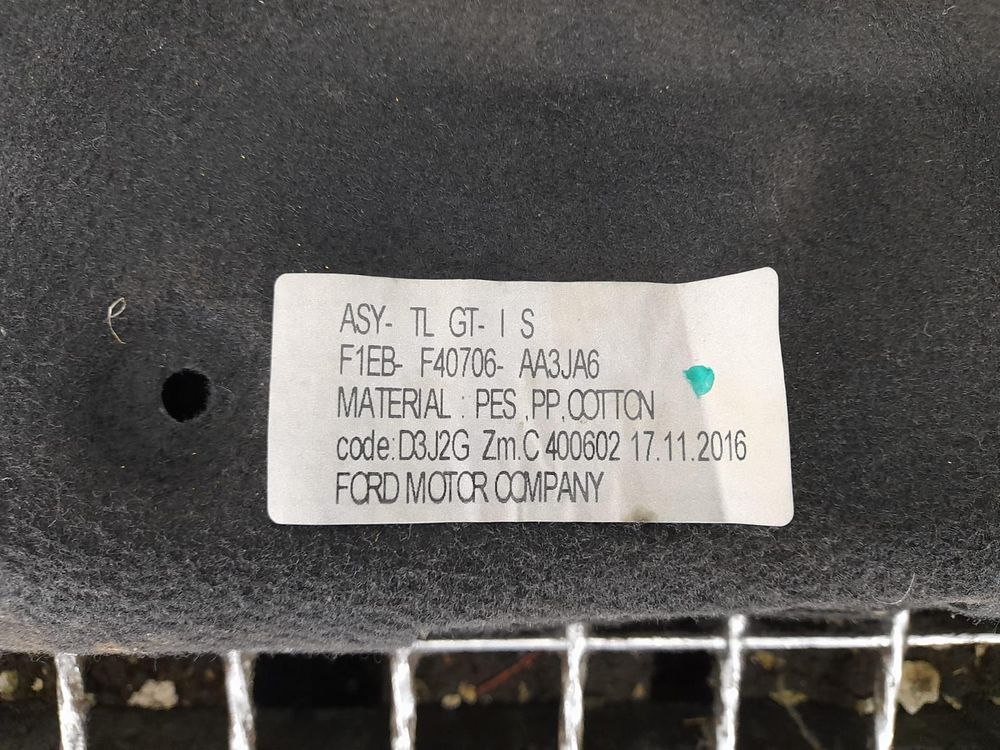 ASY- TL GT- I S
F1EB- F40706- AA3JA6
MATERIAL : PES ,PP,COTTON
code:D3J2G Zm.C 400602 17.11.2016
FORD MOTOR COMPANY